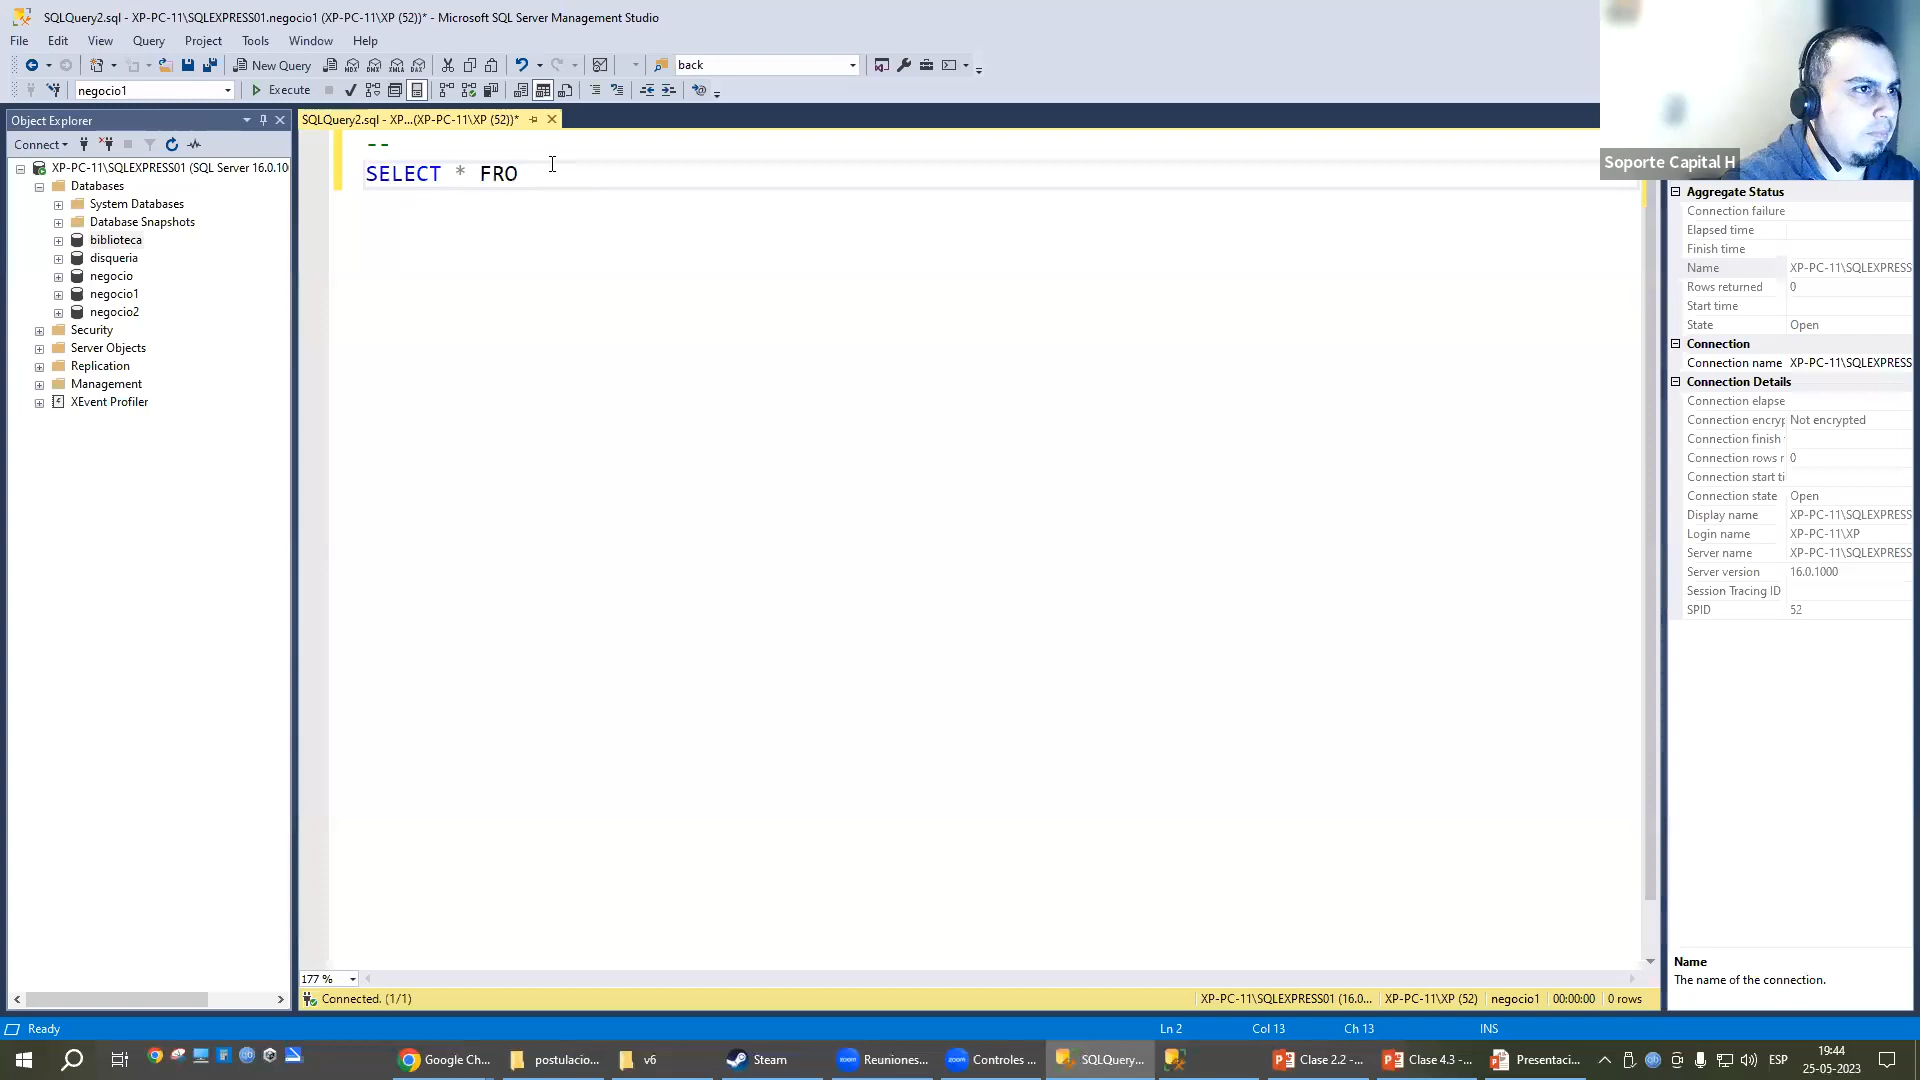 SQLQuery2.sql - XP-PC-11\SQLEXPRESS01.negocio1 (XP-PC-11\XP (52))* - Microsoft SQL Server Management Studio
File Edit View Query Project Tools Window Help
New Query back
negocio1 Execute
Object Explorer
SQLQuery2.sql - XP...(XP-PC-11\XP (52))*
Connect
XP-PC-11\SQLEXPRESS01 (SQL Server 16.0.10
Databases
System Databases
Database Snapshots
biblioteca
disqueria
negocio
negocio1
negocio2
Security
Server Objects
Replication
Management
XEvent Profiler
--
SELECT * FRO
Soporte Capital H
Aggregate Status
Connection failure
Elapsed time
Finish time
Name XP-PC-11\SQLEXPRESS
Rows returned 0
Start time
State Open
Connection
Connection name XP-PC-11\SQLEXPRESS
Connection Details
Connection elapse
Connection encryp Not encrypted
Connection finish
Connection rows r 0
Connection start ti
Connection state Open
Display name XP-PC-11\SQLEXPRESS
Login name XP-PC-11\XP
Server name XP-PC-11\SQLEXPRESS
Server version 16.0.1000
Session Tracing ID
SPID 52
Name
The name of the connection.
177 %
Connected. (1/1) XP-PC-11\SQLEXPRESS01 (16.0... XP-PC-11\XP (52) negocio1 00:00:00 0 rows
Ready Ln 2 Col 13 Ch 13 INS
Google Ch... postulacio... v6 Steam Reuniones... Controles ... SQLQuery... Clase 2.2 -... Clase 4.3 -... Presentaci... ESP 19:44
25-05-2023